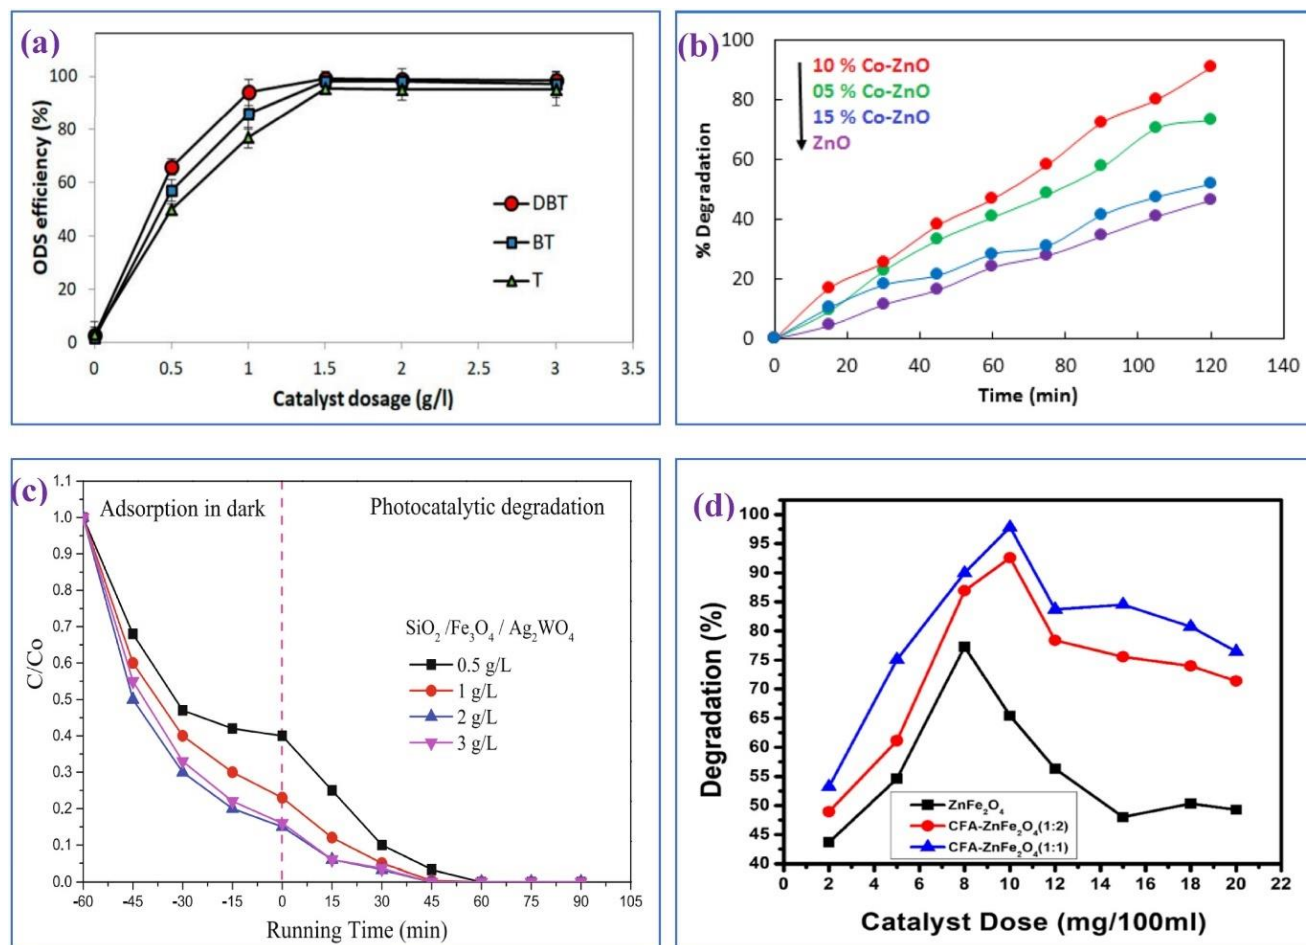 (a)
120
100
80
60
40
20
0
ODS efficiency (%)
DBT
BT
T
0 0.5 1 1.5 2 2.5 3 3.5
Catalyst dosage (g/l)
(b)
100
80
60
40
20
0
% Degradation
10 % Co-ZnO
05 % Co-ZnO
15 % Co-ZnO
ZnO
0 20 40 60 80 100 120 140
Time (min)
(c)
1.1
1.0
0.9
0.8
0.7
0.6
0.5
0.4
0.3
0.2
0.1
0.0
C/Co
Adsorption in dark
Photocatalytic degradation
SiO₂ /Fe₃O₄ / Ag₂WO₄
0.5 g/L
1 g/L
2 g/L
3 g/L
-60 -45 -30 -15 0 15 30 45 60 75 90 105
Running Time (min)
(d)
100
95
90
85
80
75
70
65
60
55
50
45
40
Degradation (%)
ZnFe₂O₄
CFA-ZnFe₂O₄(1:2)
CFA-ZnFe₂O₄(1:1)
0 2 4 6 8 10 12 14 16 18 20 22
Catalyst Dose (mg/100ml)